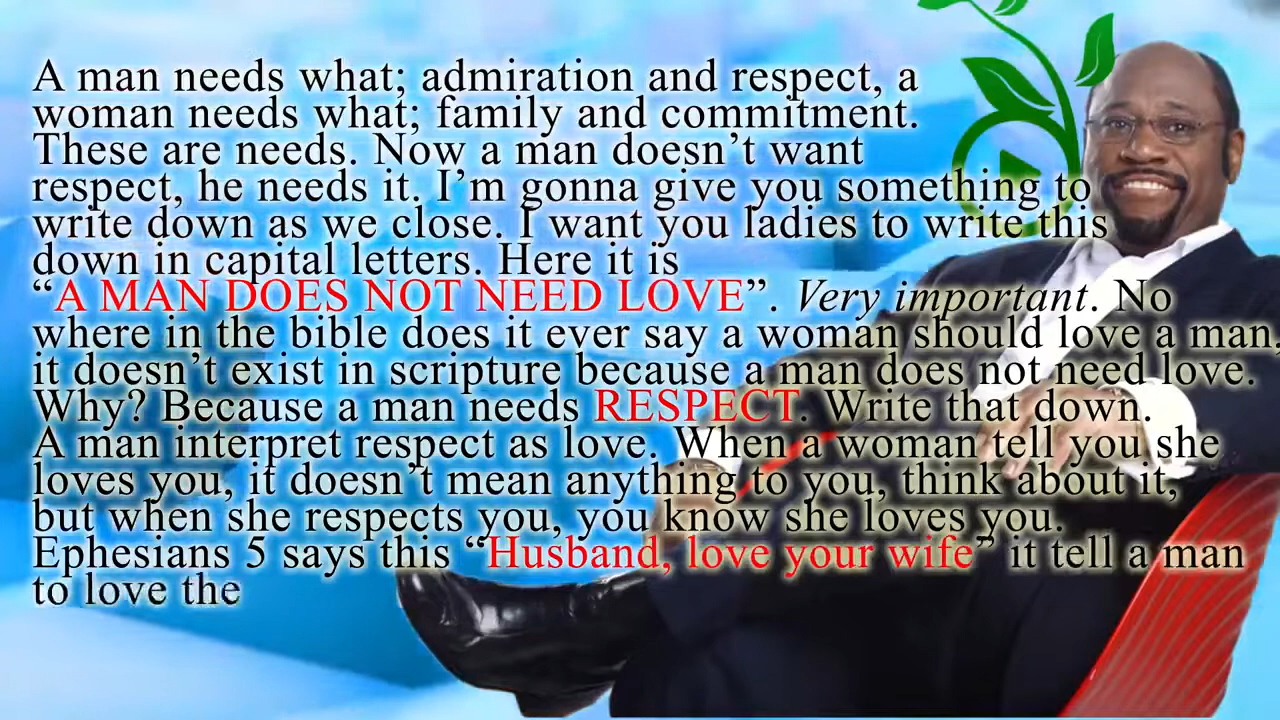 A man needs what; admiration and respect, a
woman needs what; family and commitment.
These are needs. Now a man doesn’t want
respect, he needs it. I’m gonna give you something to
write down as we close. I want you ladies to write this
down in capital letters. Here it is
“A MAN DOES NOT NEED LOVE”. Very important. No
where in the bible does it ever say a woman should love a man,
it doesn’t exist in scripture because a man does not need love.
Why? Because a man needs RESPECT. Write that down.
A man interpret respect as love. When a woman tell you she
loves you, it doesn’t mean anything to you, think about it,
but when she respects you, you know she loves you.
Ephesians 5 says this “Husband, love your wife” it tell a man
to love the